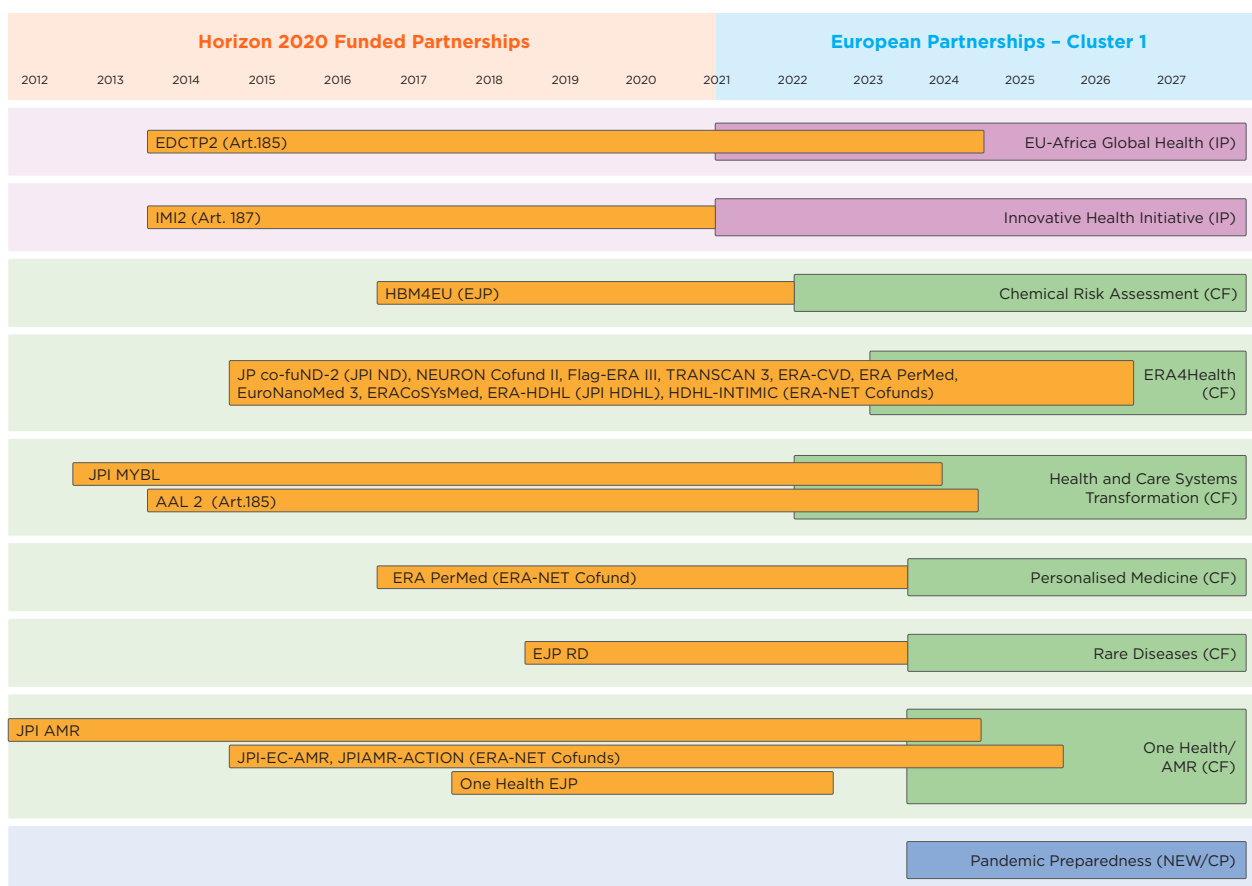 Horizon 2020 Funded Partnerships
European Partnerships – Cluster 1
2012 2013 2014 2015 2016 2017 2018 2019 2020 2021 2022 2023 2024 2025 2026 2027
EDCTP2 (Art.185)
EU-Africa Global Health (IP)
IMI2 (Art. 187)
Innovative Health Initiative (IP)
HBM4EU (EJP)
Chemical Risk Assessment (CF)
JP co-fuND-2 (JPI ND), NEURON Cofund II, Flag-ERA III, TRANSCAN 3, ERA-CVD, ERA PerMed,
EuroNanoMed 3, ERACoSYsMed, ERA-HDHL (JPI HDHL), HDHL-INTIMIC (ERA-NET Cofunds)
ERA4Health
(CF)
JPI MYBL
AAL 2 (Art.185)
Health and Care Systems
Transformation (CF)
ERA PerMed (ERA-NET Cofund)
Personalised Medicine (CF)
EJP RD
Rare Diseases (CF)
JPI AMR
JPI-EC-AMR, JPIAMR-ACTION (ERA-NET Cofunds)
One Health EJP
One Health/
AMR (CF)
Pandemic Preparedness (NEW/CP)